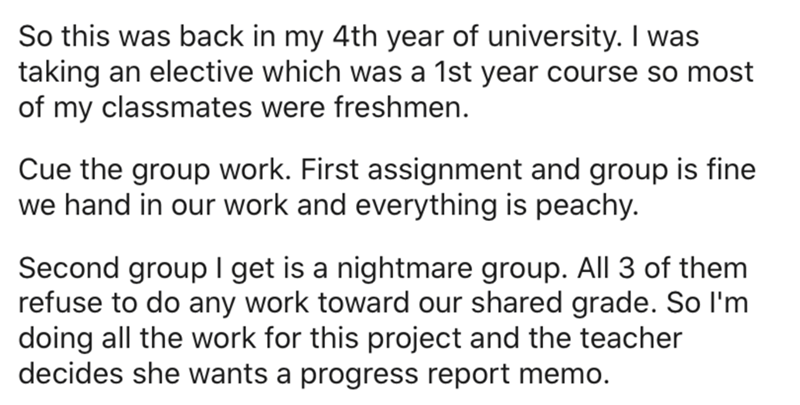 So this was back in my 4th year of university. I was
taking an elective which was a 1st year course so most
of my classmates were freshmen.
Cue the group work. First assignment and group is fine
we hand in our work and everything is peachy.
Second group I get is a nightmare group. All 3 of them
refuse to do any work toward our shared grade. So I'm
doing all the work for this project and the teacher
decides she wants a progress report memo.